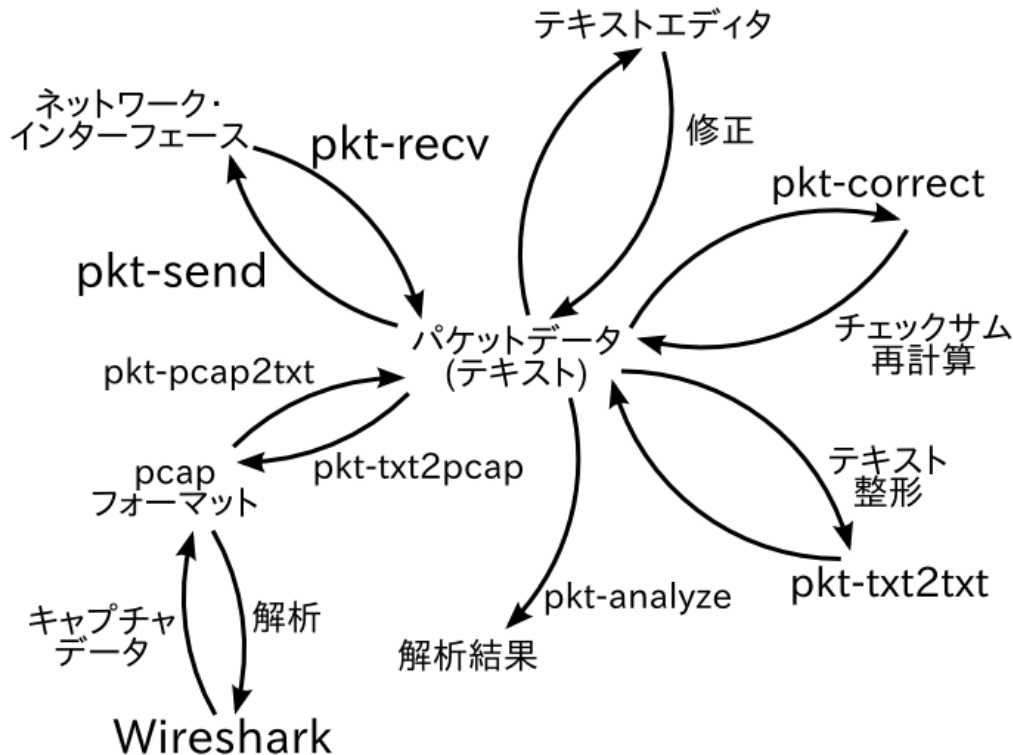 テキストエディタ
ネットワーク・
インターフェース
pkt-recv
修正
pkt-correct
pkt-send
チェックサム
再計算
パケットデータ
(テキスト)
pkt-pcap2txt
pkt-txt2pcap
テキスト
整形
pcap
フォーマット
pkt-txt2txt
pkt-analyze
キャプチャ
データ
解析
解析結果
Wireshark